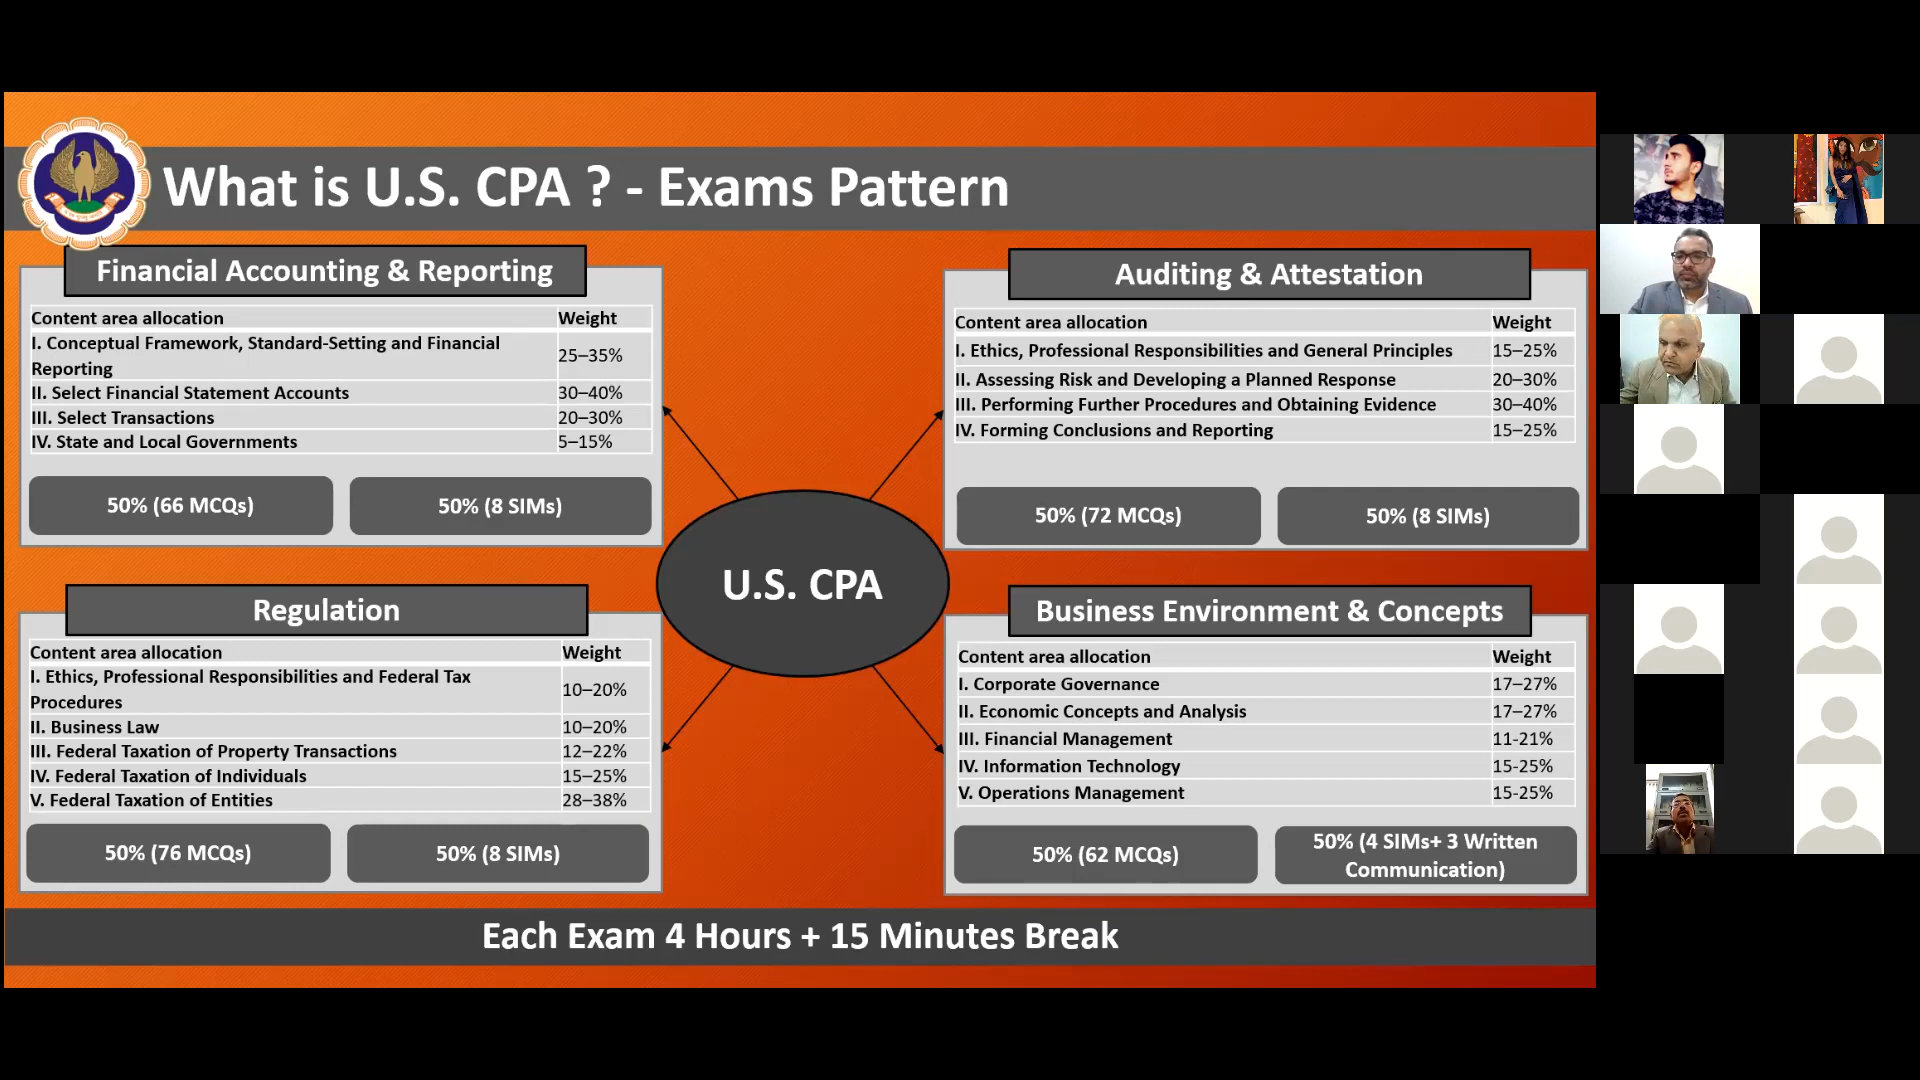 What is U.S. CPA ? - Exams Pattern
Financial Accounting & Reporting
Content area allocation Weight
I. Conceptual Framework, Standard-Setting and Financial
Reporting 25–35%
II. Select Financial Statement Accounts 30–40%
III. Select Transactions 20–30%
IV. State and Local Governments 5–15%
50% (66 MCQs) 50% (8 SIMs)
Auditing & Attestation
Content area allocation Weight
I. Ethics, Professional Responsibilities and General Principles 15–25%
II. Assessing Risk and Developing a Planned Response 20–30%
III. Performing Further Procedures and Obtaining Evidence 30–40%
IV. Forming Conclusions and Reporting 15–25%
50% (72 MCQs) 50% (8 SIMs)
U.S. CPA
Regulation
Content area allocation Weight
I. Ethics, Professional Responsibilities and Federal Tax
Procedures 10–20%
II. Business Law 10–20%
III. Federal Taxation of Property Transactions 12–22%
IV. Federal Taxation of Individuals 15–25%
V. Federal Taxation of Entities 28–38%
50% (76 MCQs) 50% (8 SIMs)
Business Environment & Concepts
Content area allocation Weight
I. Corporate Governance 17–27%
II. Economic Concepts and Analysis 17–27%
III. Financial Management 11-21%
IV. Information Technology 15-25%
V. Operations Management 15-25%
50% (62 MCQs) 50% (4 SIMs+ 3 Written
Communication)
Each Exam 4 Hours + 15 Minutes Break